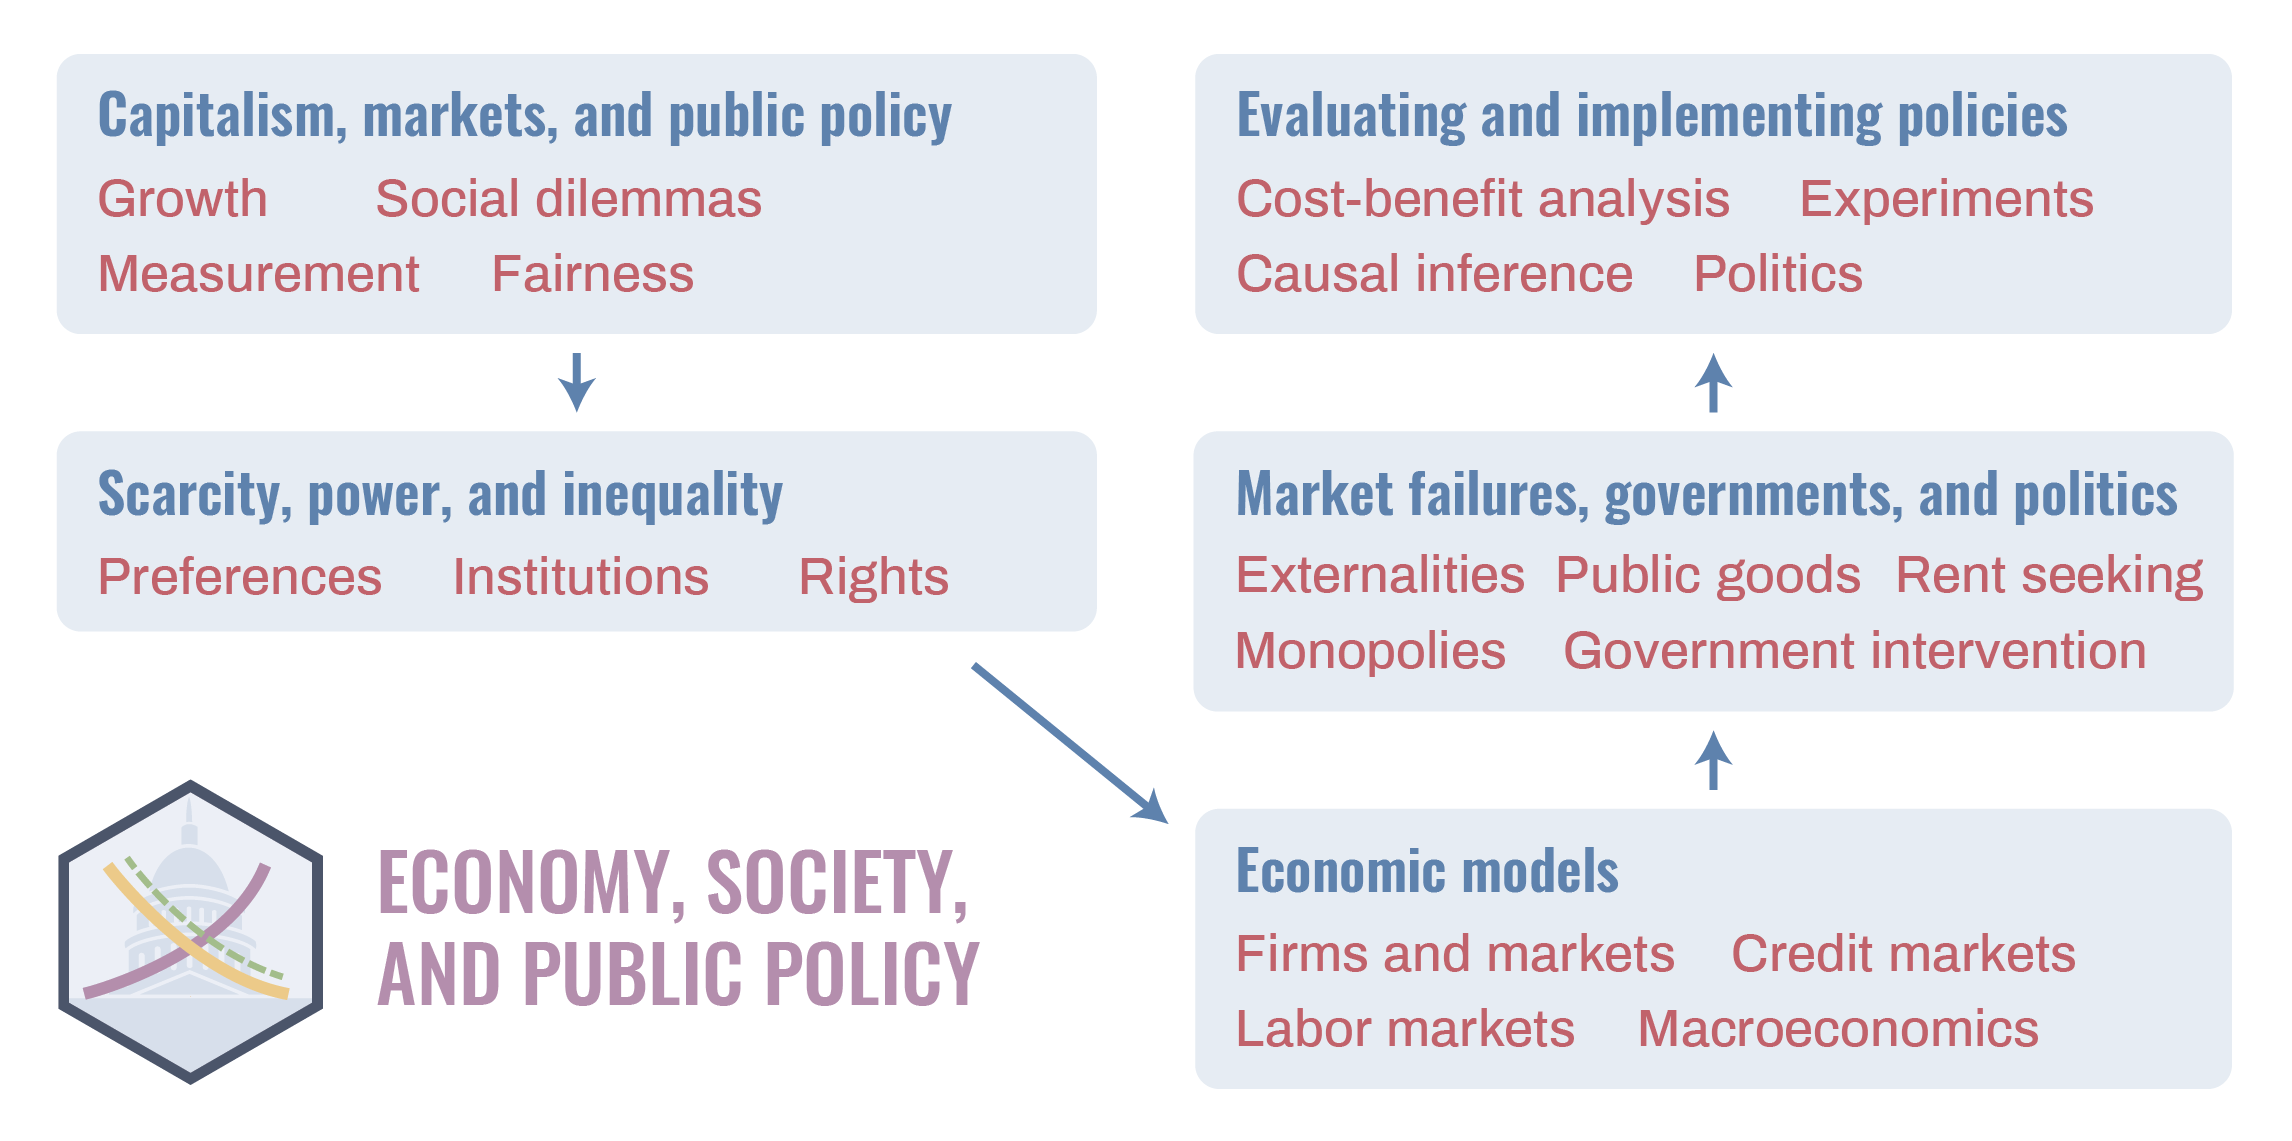 Capitalism, markets, and public policy
Growth Social dilemmas
Measurement Fairness
Scarcity, power, and inequality
Preferences Institutions Rights
Economic models
Firms and markets Credit markets
Labor markets Macroeconomics
Market failures, governments, and politics
Externalities Public goods Rent seeking
Monopolies Government intervention
Evaluating and implementing policies
Cost-benefit analysis Experiments
Causal inference Politics
ECONOMY, SOCIETY,
AND PUBLIC POLICY